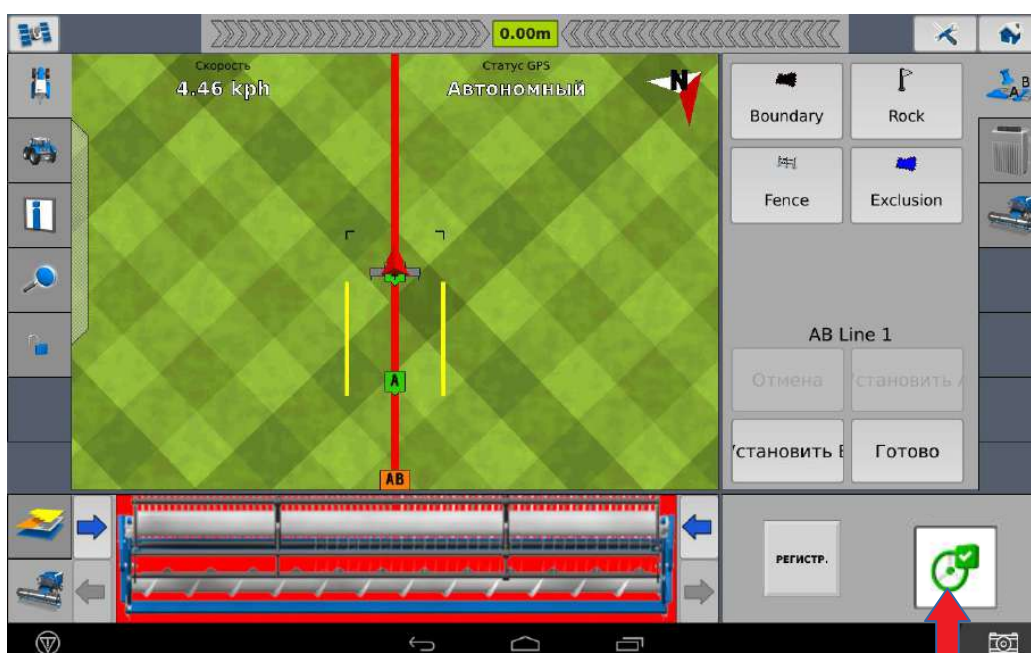 0.00m
Скорость
4.46 kph
Статус GPS
Автономный
N
Boundary
Rock
Fence
Exclusion
A B
AB Line 1
Отмена
становить
становить
Готово
A
AB
РЕГИСТР.